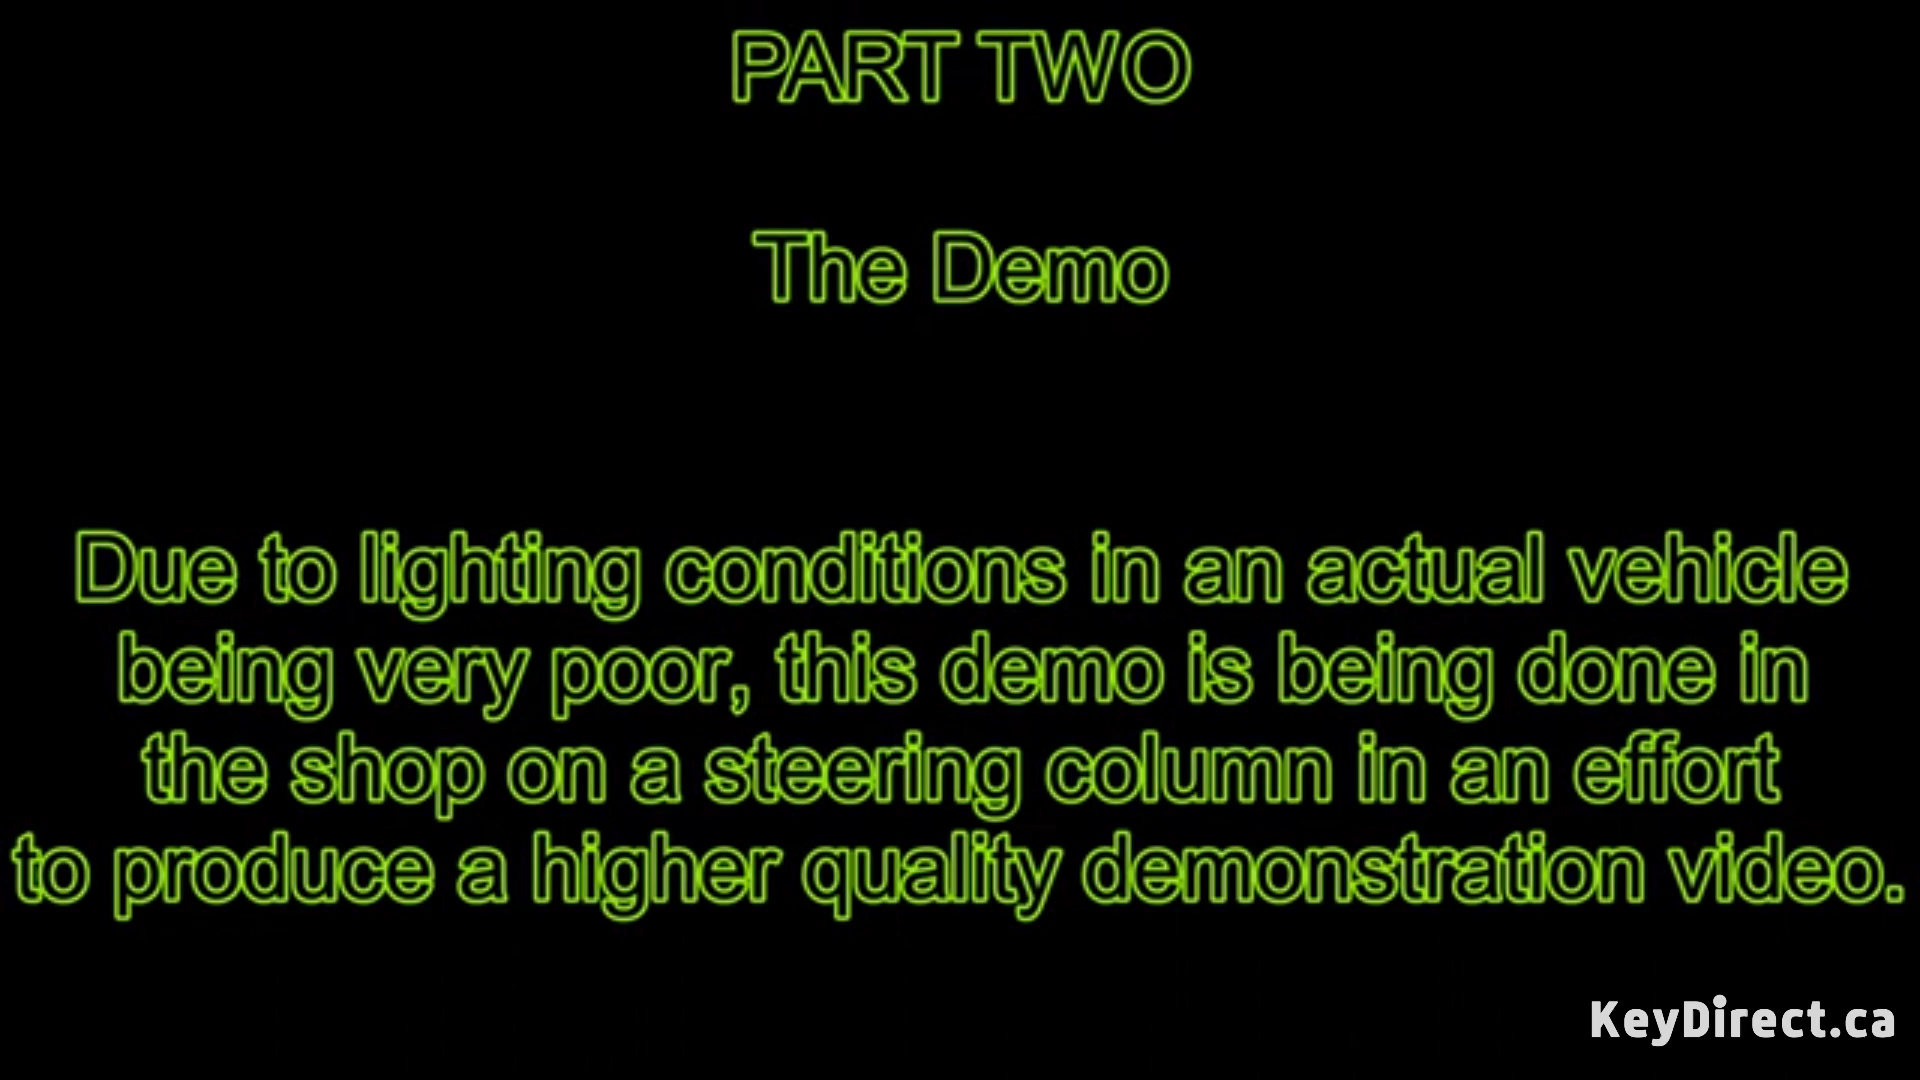 PART TWO
The Demo
Due to lighting conditions in an actual vehicle
being very poor, this demo is being done in
the shop on a steering column in an effort
to produce a higher quality demonstration video.
KeyDirect.ca